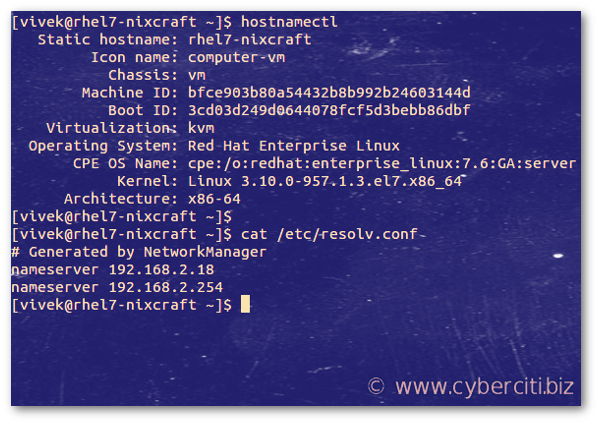 [vivek@rhel7-nixcraft ~]$ hostnamectl
Static hostname: rhel7-nixcraft
Icon name: computer-vm
Chassis: vm
Machine ID: bfce903b80a54432b8b992b24603144d
Boot ID: 3cd03d249d0644078fcf5d3bebb86dbf
Virtualization: kvm
Operating System: Red Hat Enterprise Linux
CPE OS Name: cpe:/o:redhat:enterprise_linux:7.6:GA:server
Kernel: Linux 3.10.0-957.1.3.el7.x86_64
Architecture: x86-64
[vivek@rhel7-nixcraft ~]$
[vivek@rhel7-nixcraft ~]$ cat /etc/resolv.conf
# Generated by NetworkManager
nameserver 192.168.2.18
nameserver 192.168.2.254
[vivek@rhel7-nixcraft ~]$
© www.cyberciti.biz